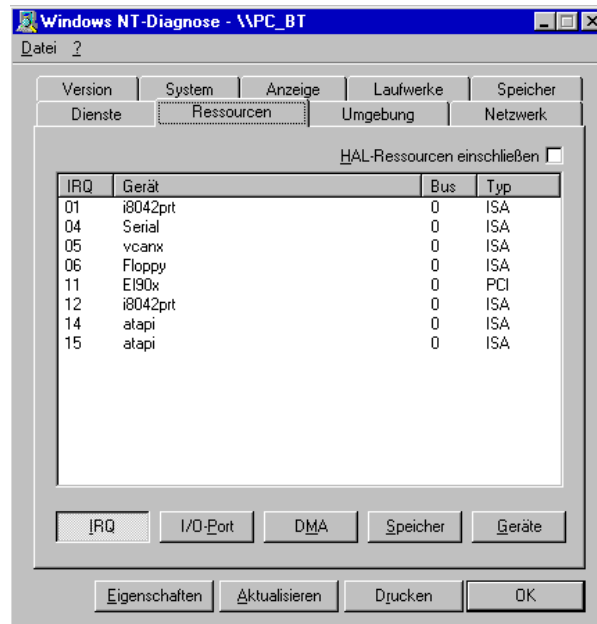 Windows NT-Diagnose - \\PC_BT
Datei ?
Version System Anzeige Laufwerke Speicher
Dienste Ressourcen Umgebung Netzwerk
HAL-Ressourcen einschließen
IRQ Gerät Bus Typ
01 i8042prt 0 ISA
04 Serial 0 ISA
05 vcanx 0 ISA
06 Floppy 0 ISA
11 El90x 0 PCI
12 i8042prt 0 ISA
14 atapi 0 ISA
15 atapi 0 ISA
IRQ I/O-Port DMA Speicher Geräte
Eigenschaften Aktualisieren Drucken OK